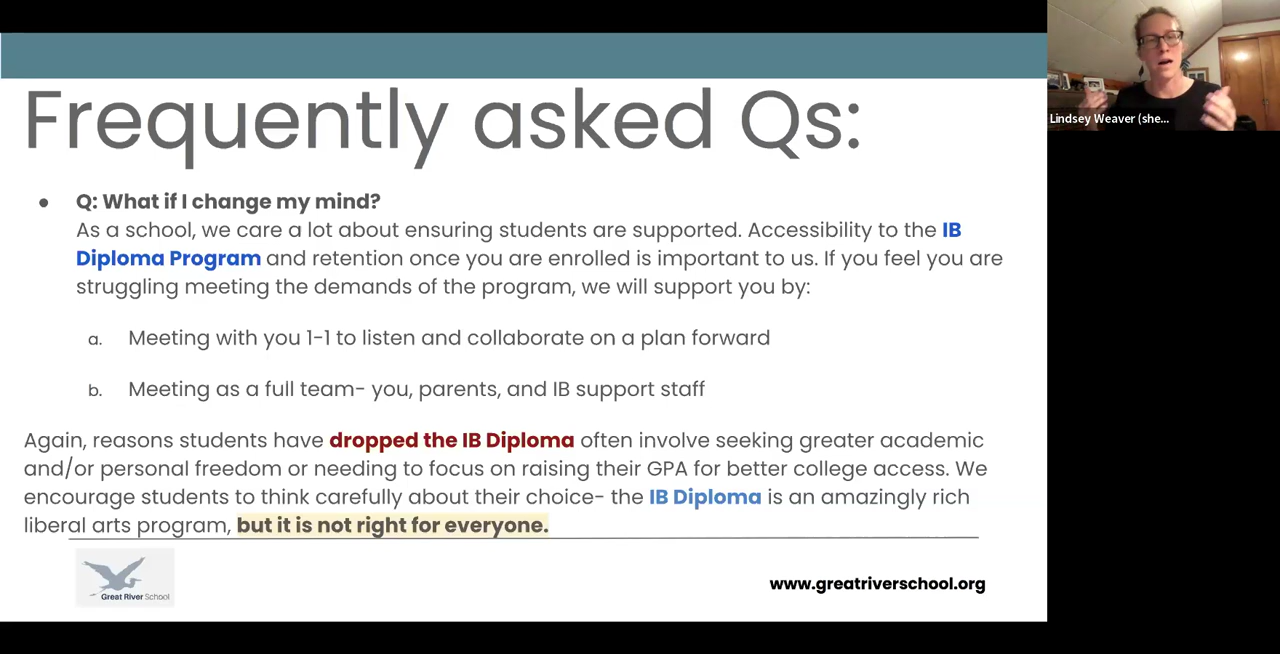 Frequently asked Qs:
Lindsey Weaver (she...
● Q: What if I change my mind?
As a school, we care a lot about ensuring students are supported. Accessibility to the IB
Diploma Program and retention once you are enrolled is important to us. If you feel you are
struggling meeting the demands of the program, we will support you by:
a. Meeting with you 1-1 to listen and collaborate on a plan forward
b. Meeting as a full team- you, parents, and IB support staff
Again, reasons students have dropped the IB Diploma often involve seeking greater academic
and/or personal freedom or needing to focus on raising their GPA for better college access. We
encourage students to think carefully about their choice- the IB Diploma is an amazingly rich
liberal arts program, but it is not right for everyone.
Great River School
www.greatriverschool.org